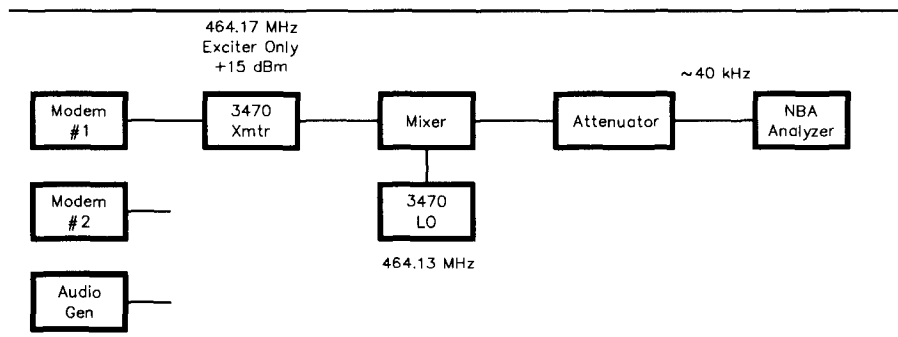 464.17 MHz
Exciter Only
+15 dBm
~40 kHz
Modem
#1
3470
Xmtr
Mixer
Attenuator
NBA
Analyzer
Modem
#2
3470
LO
464.13 MHz
Audio
Gen